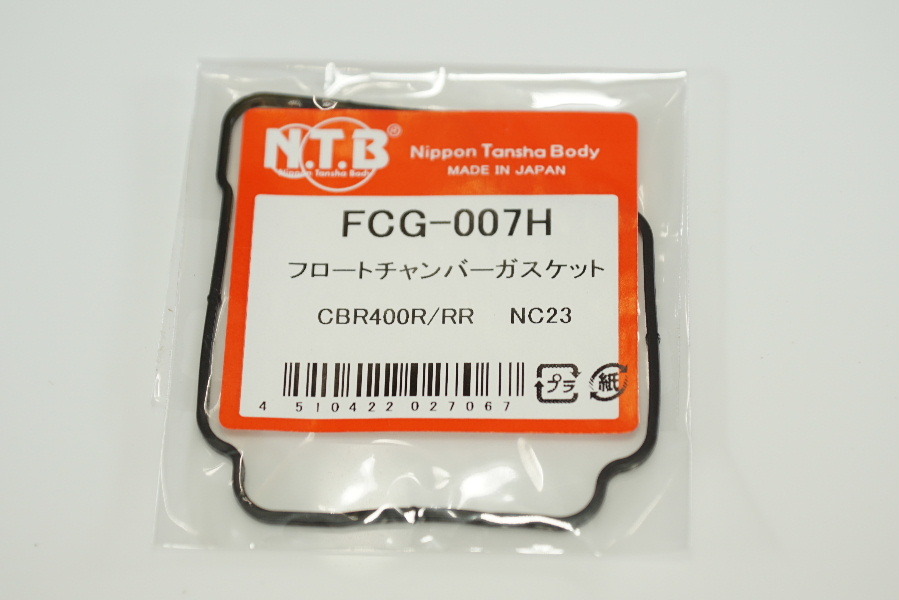 N.T.B®
Nippon Tansha Body
Nippon Tansha Body
MADE IN JAPAN
FCG-007H
フロートチャンバーガスケット
CBR400R/RR NC23
プラ 紙
4 510422 027067